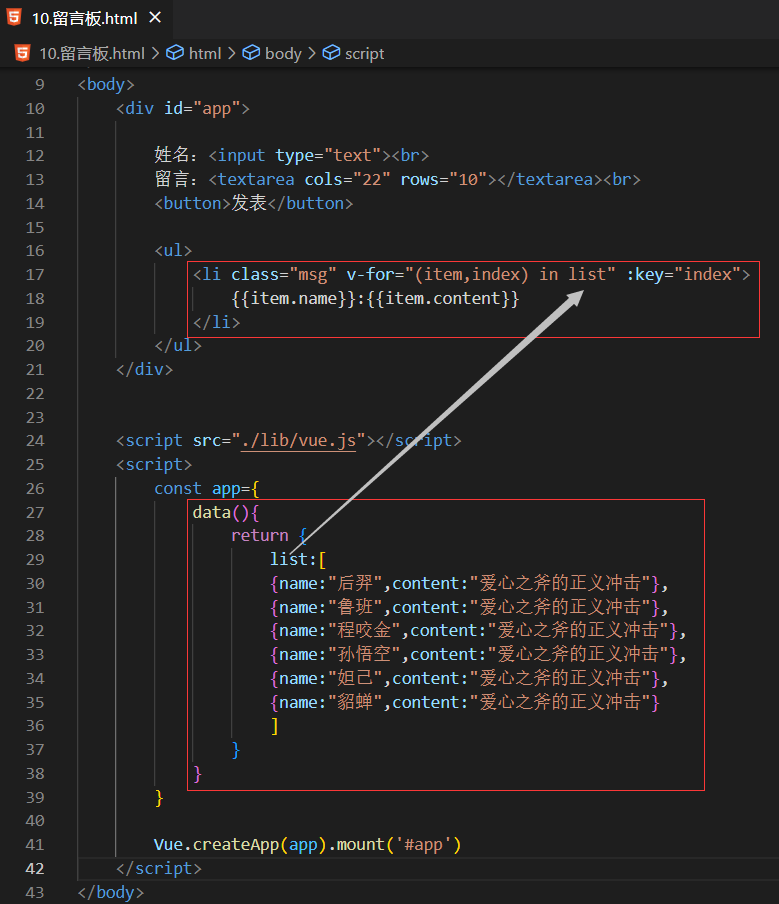 10.留言板.html ×
10.留言板.html > html > body > script
9 <body>
10 <div id="app">
11
12 姓名：<input type="text"><br>
13 留言：<textarea cols="22" rows="10"></textarea><br>
14 <button>发表</button>
15
16 <ul>
17 <li class="msg" v-for="(item,index) in list" :key="index">
18 {{item.name}}:{{item.content}}
19 </li>
20 </ul>
21 </div>
22
23
24 <script src="./lib/vue.js"></script>
25 <script>
26 const app={
27 data(){
28 return {
29 list:[
30 {name:"后羿",content:"爱心之斧的正义冲击"},
31 {name:"鲁班",content:"爱心之斧的正义冲击"},
32 {name:"程咬金",content:"爱心之斧的正义冲击"},
33 {name:"孙悟空",content:"爱心之斧的正义冲击"},
34 {name:"妲己",content:"爱心之斧的正义冲击"},
35 {name:"貂蝉",content:"爱心之斧的正义冲击"}
36 ]
37 }
38 }
39 }
40
41 Vue.createApp(app).mount('#app')
42 </script>
43 </body>